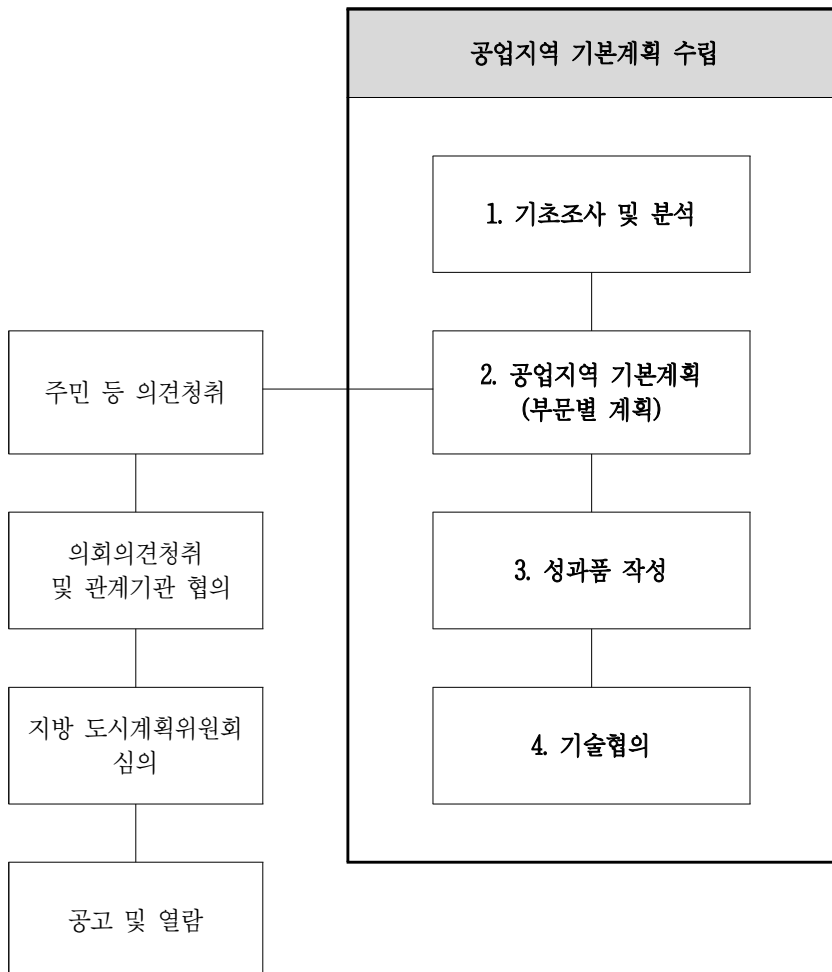 공업지역 기본계획 수립
1. 기초조사 및 분석
2. 공업지역 기본계획
(부문별 계획)
3. 성과품 작성
4. 기술협의
주민 등 의견청취
의회의견청취
및 관계기관 협의
지방 도시계획위원회
심의
공고 및 열람